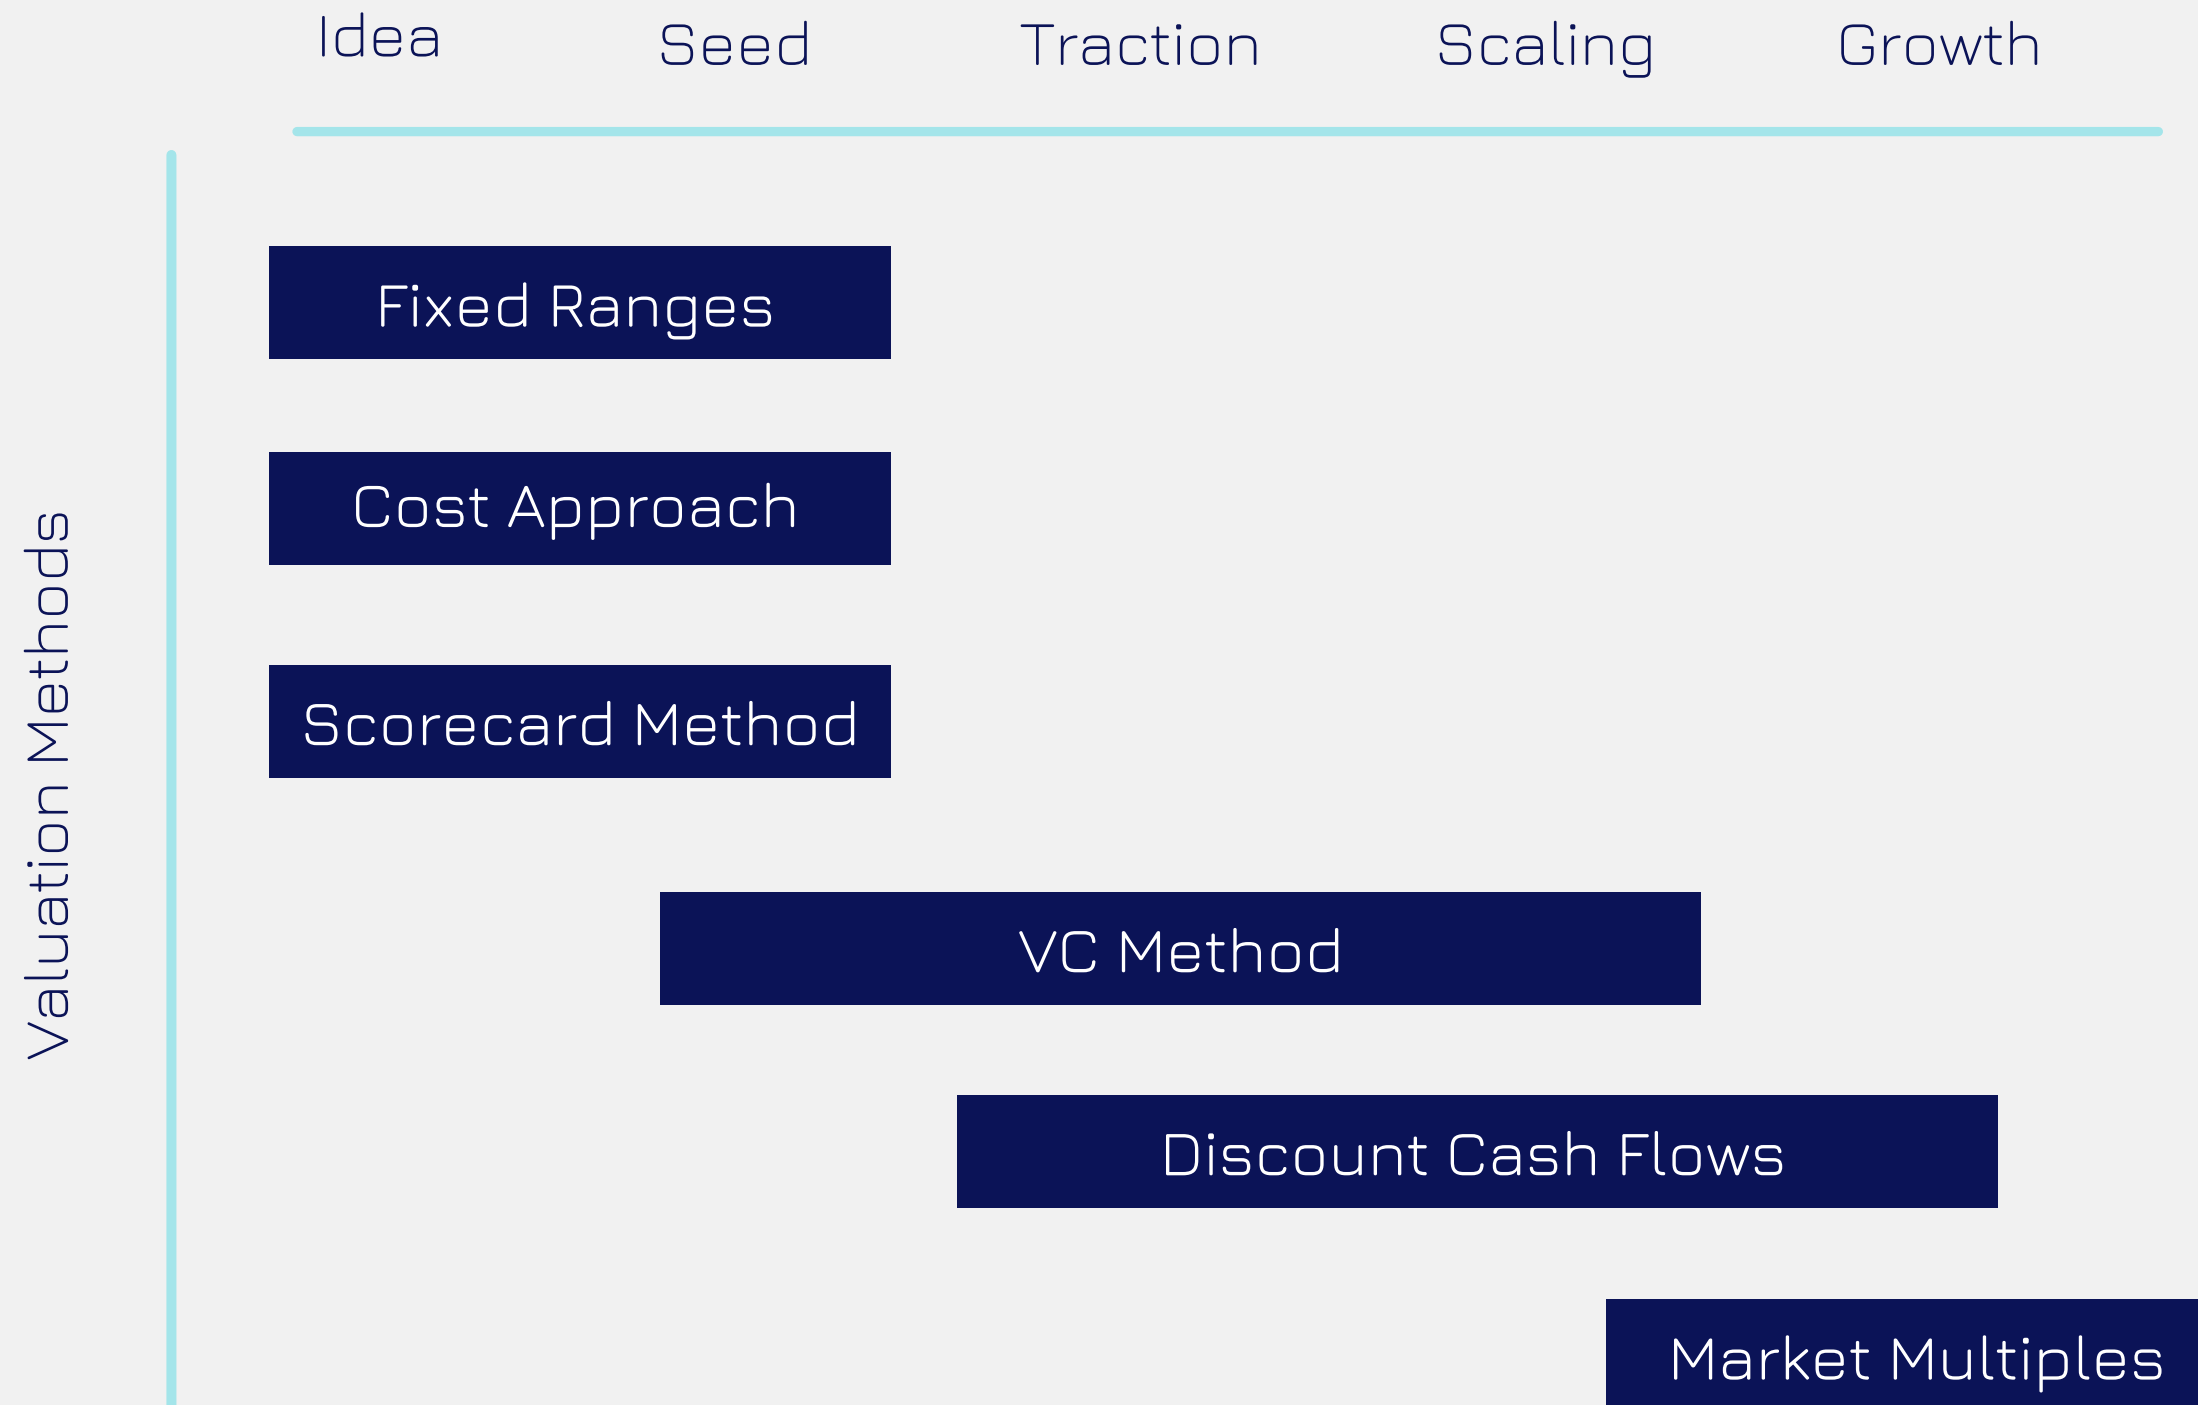 Idea
Seed
Traction
Scaling
Growth
Valuation Methods
Fixed Ranges
Cost Approach
Scorecard Method
VC Method
Discount Cash Flows
Market Multiples